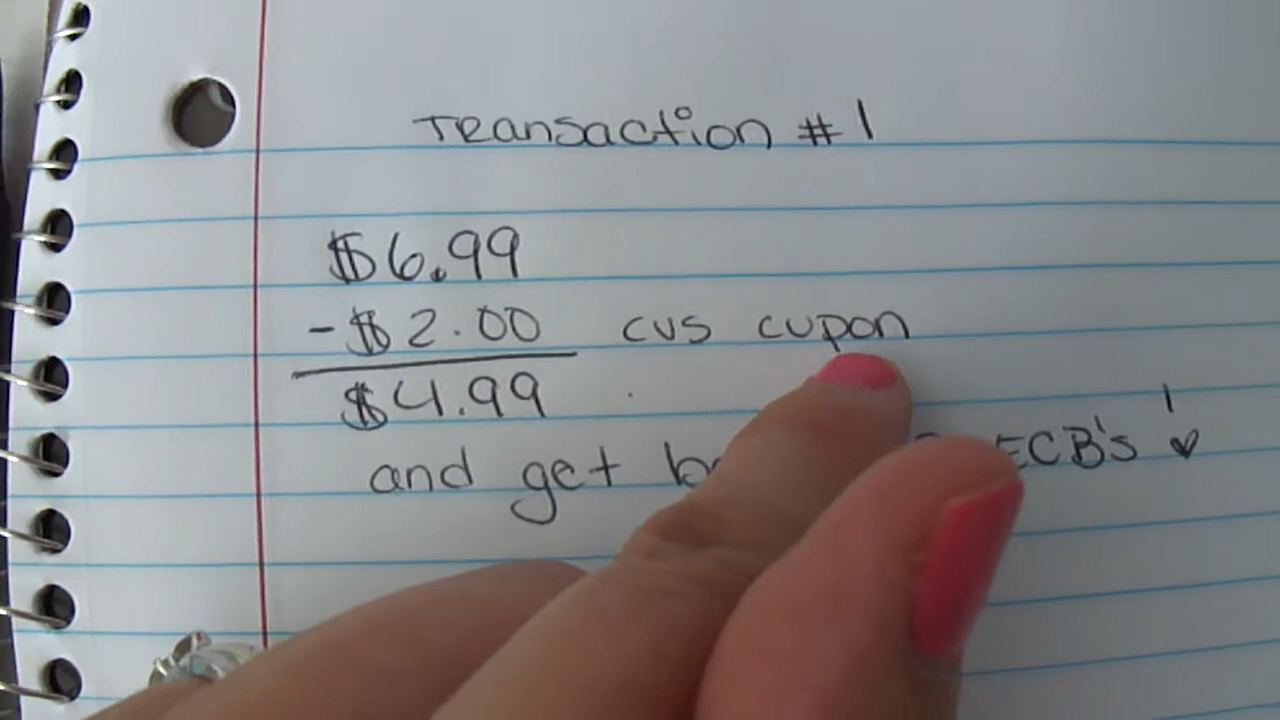 Transaction #1
$6.99
-$2.00 CVS cupon
$4.99
and get ECB's !